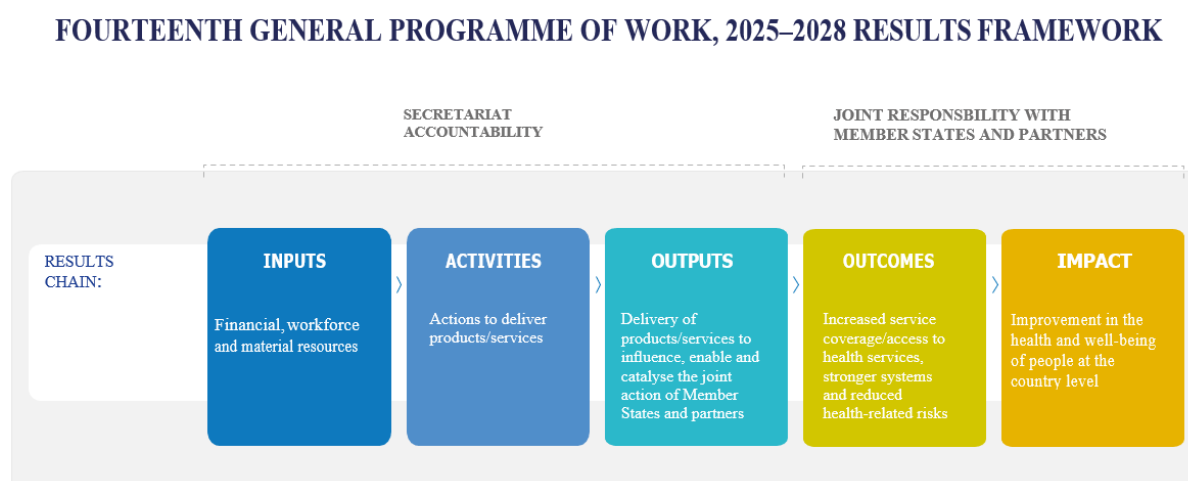 FOURTEENTH GENERAL PROGRAMME OF WORK, 2025–2028 RESULTS FRAMEWORK
SECRETARIAT
ACCOUNTABILITY
JOINT RESPONSBILITY WITH
MEMBER STATES AND PARTNERS
RESULTS
CHAIN:
INPUTS
Financial, workforce
and material resources
ACTIVITIES
Actions to deliver
products/services
OUTPUTS
Delivery of
products/services to
influence, enable and
catalyse the joint
action of Member
States and partners
OUTCOMES
Increased service
coverage/access to
health services,
stronger systems
and reduced
health-related risks
IMPACT
Improvement in the
health and well-being
of people at the
country level